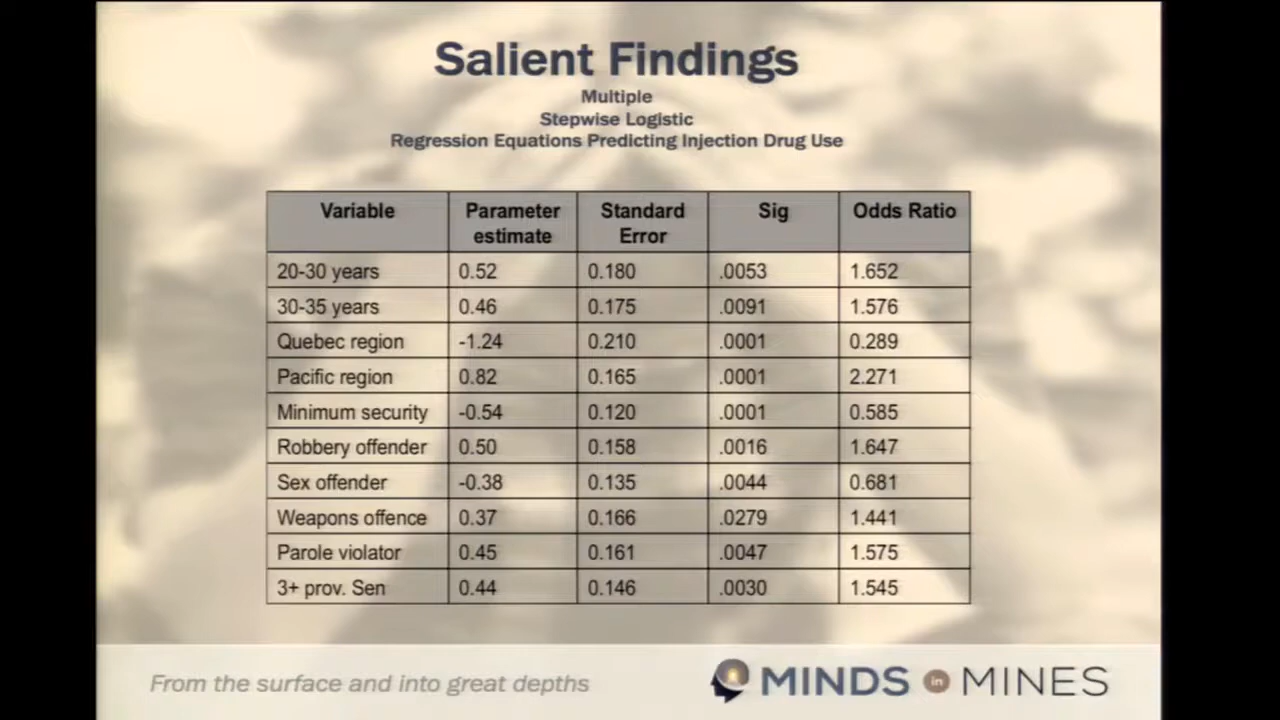 Salient Findings
Multiple
Stepwise Logistic
Regression Equations Predicting Injection Drug Use
Variable Parameter estimate Standard Error Sig Odds Ratio
20-30 years 0.52 0.180 .0053 1.652
30-35 years 0.46 0.175 .0091 1.576
Quebec region -1.24 0.210 .0001 0.289
Pacific region 0.82 0.165 .0001 2.271
Minimum security -0.54 0.120 .0001 0.585
Robbery offender 0.50 0.158 .0016 1.647
Sex offender -0.38 0.135 .0044 0.681
Weapons offence 0.37 0.166 .0279 1.441
Parole violator 0.45 0.161 .0047 1.575
3+ prov. Sen 0.44 0.146 .0030 1.545
From the surface and into great depths
MINDS in MINES